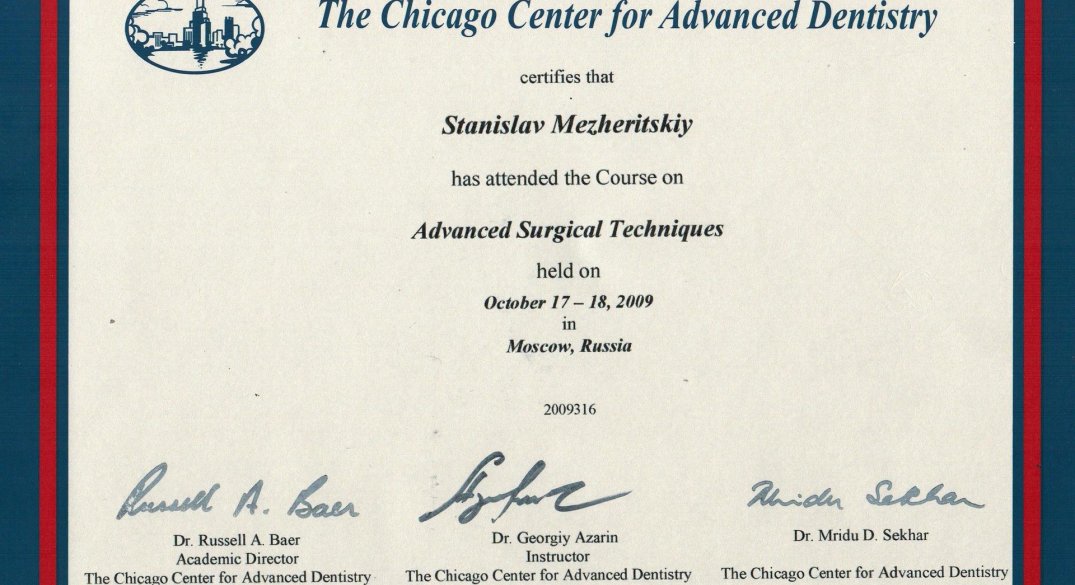 The Chicago Center for Advanced Dentistry
certifies that
Stanislav Mezheritskiy
has attended the Course on
Advanced Surgical Techniques
held on
October 17 – 18, 2009
in
Moscow, Russia
2009316
Russell A. Baer
Mridu Sekhar
Dr. Russell A. Baer
Academic Director
The Chicago Center for Advanced Dentistry
Dr. Georgiy Azarin
Instructor
The Chicago Center for Advanced Dentistry
Dr. Mridu D. Sekhar
The Chicago Center for Advanced Dentistry